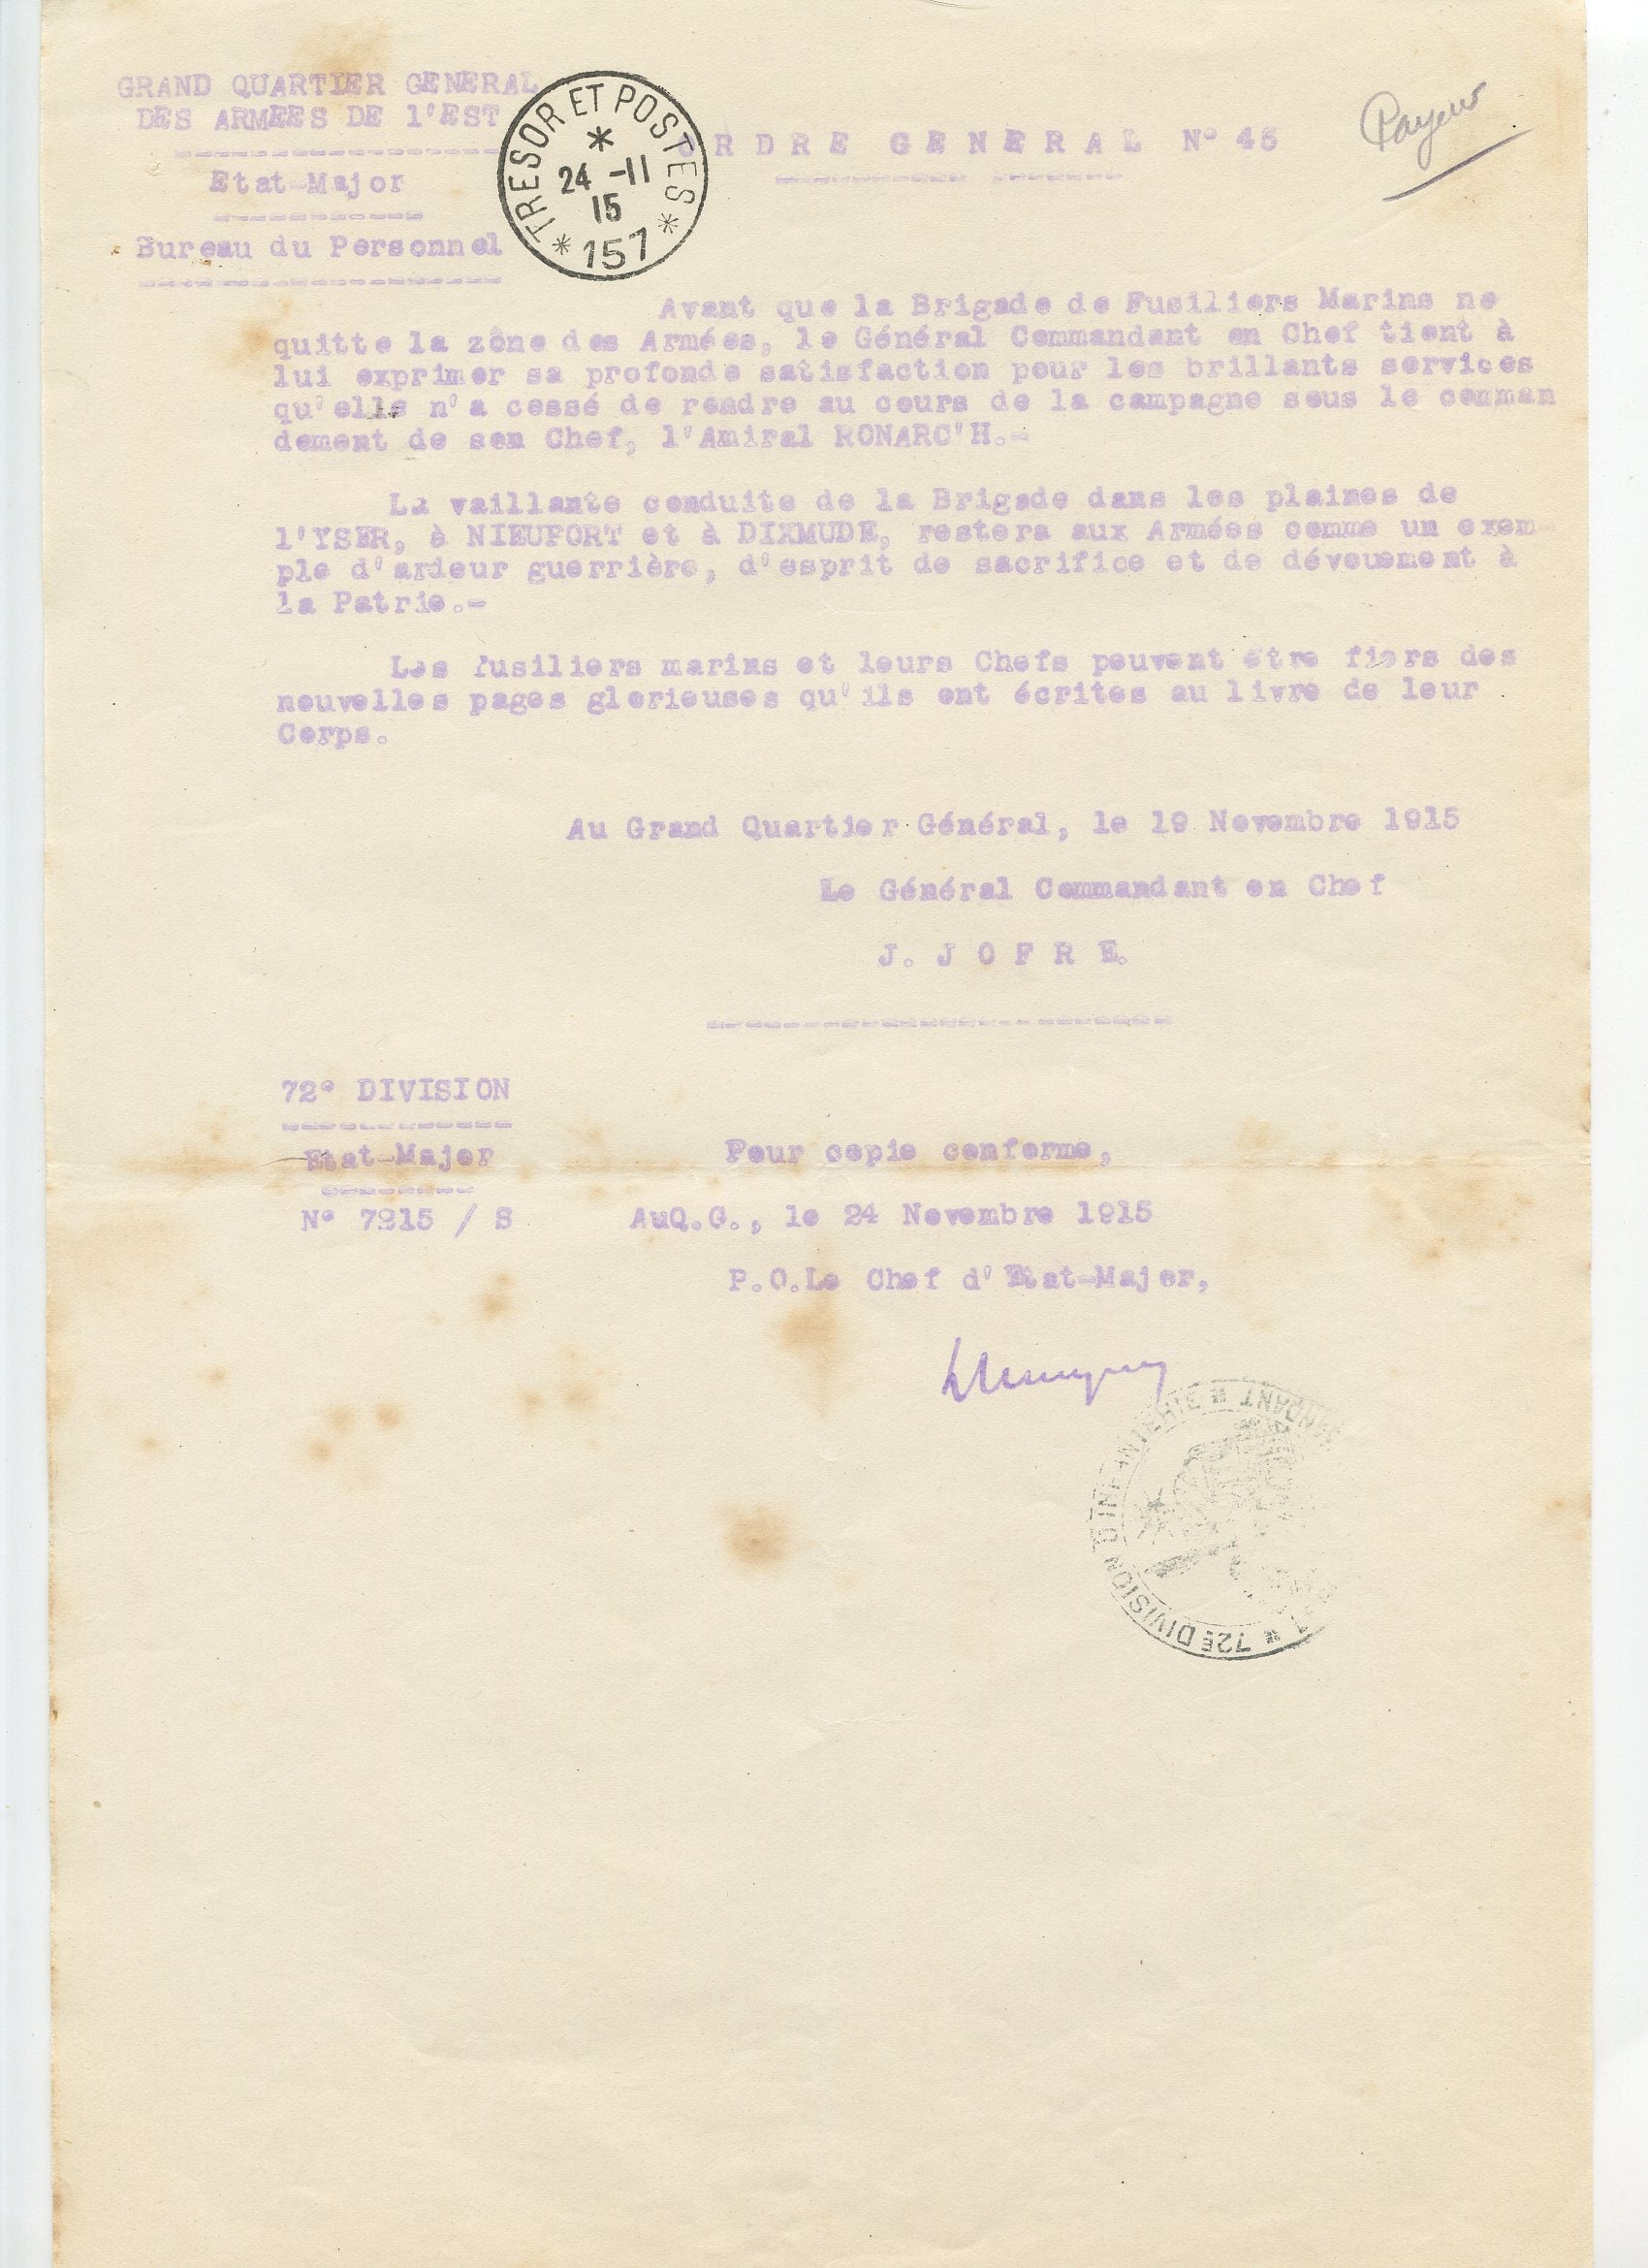 GRAND QUARTIER GENERAL
DES ARMEES DE l'EST
Etat-Major
Bureau du Personnel
TRESOR ET POSTES
24 -11
15
* 157 *
ORDRE GENERAL N° 45
Payeur
Avant que la Brigade de Fusiliers Marins ne
quitte la zône des Armées, le Général Commandant en Chef tient à
lui exprimer sa profonde satisfaction pour les brillants services
qu'elle n'a cessé de rendre au cours de la campagne sous le comman
dement de son Chef, l'Amiral RONARC'H.-
La vaillante conduite de la Brigade dans les plaines de
l'YSER, à NIEUPORT et à DIXMUDE, restera aux Armées comme un exem-
ple d'ardeur guerrière, d'esprit de sacrifice et de dévouement à
la Patrie.-
Les fusiliers marins et leurs Chefs peuvent être fiers des
nouvelles pages glorieuses qu'ils ont écrites au livre de leur
Corps.
Au Grand Quartier Général, le 19 Novembre 1915
Le Général Commandant en Chef
J. JOFRE.
72° DIVISION
Etat-Major
N° 7215 / S
Pour copie conforme,
AuQ.G., le 24 Novembre 1915
P.O.Le Chef d'Etat-Major,
72E DIVISION D'INFANTERIE *